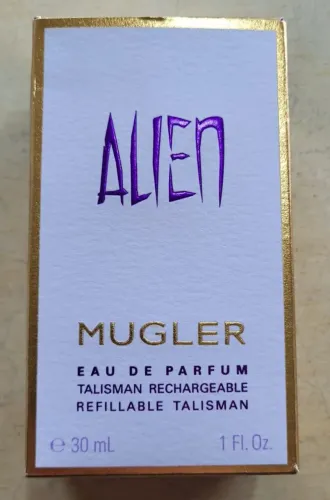 ALIEN
MUGLER
EAU DE PARFUM
TALISMAN RECHARGEABLE
REFILLABLE TALISMAN
℮ 30 mL 1 Fl. Oz.